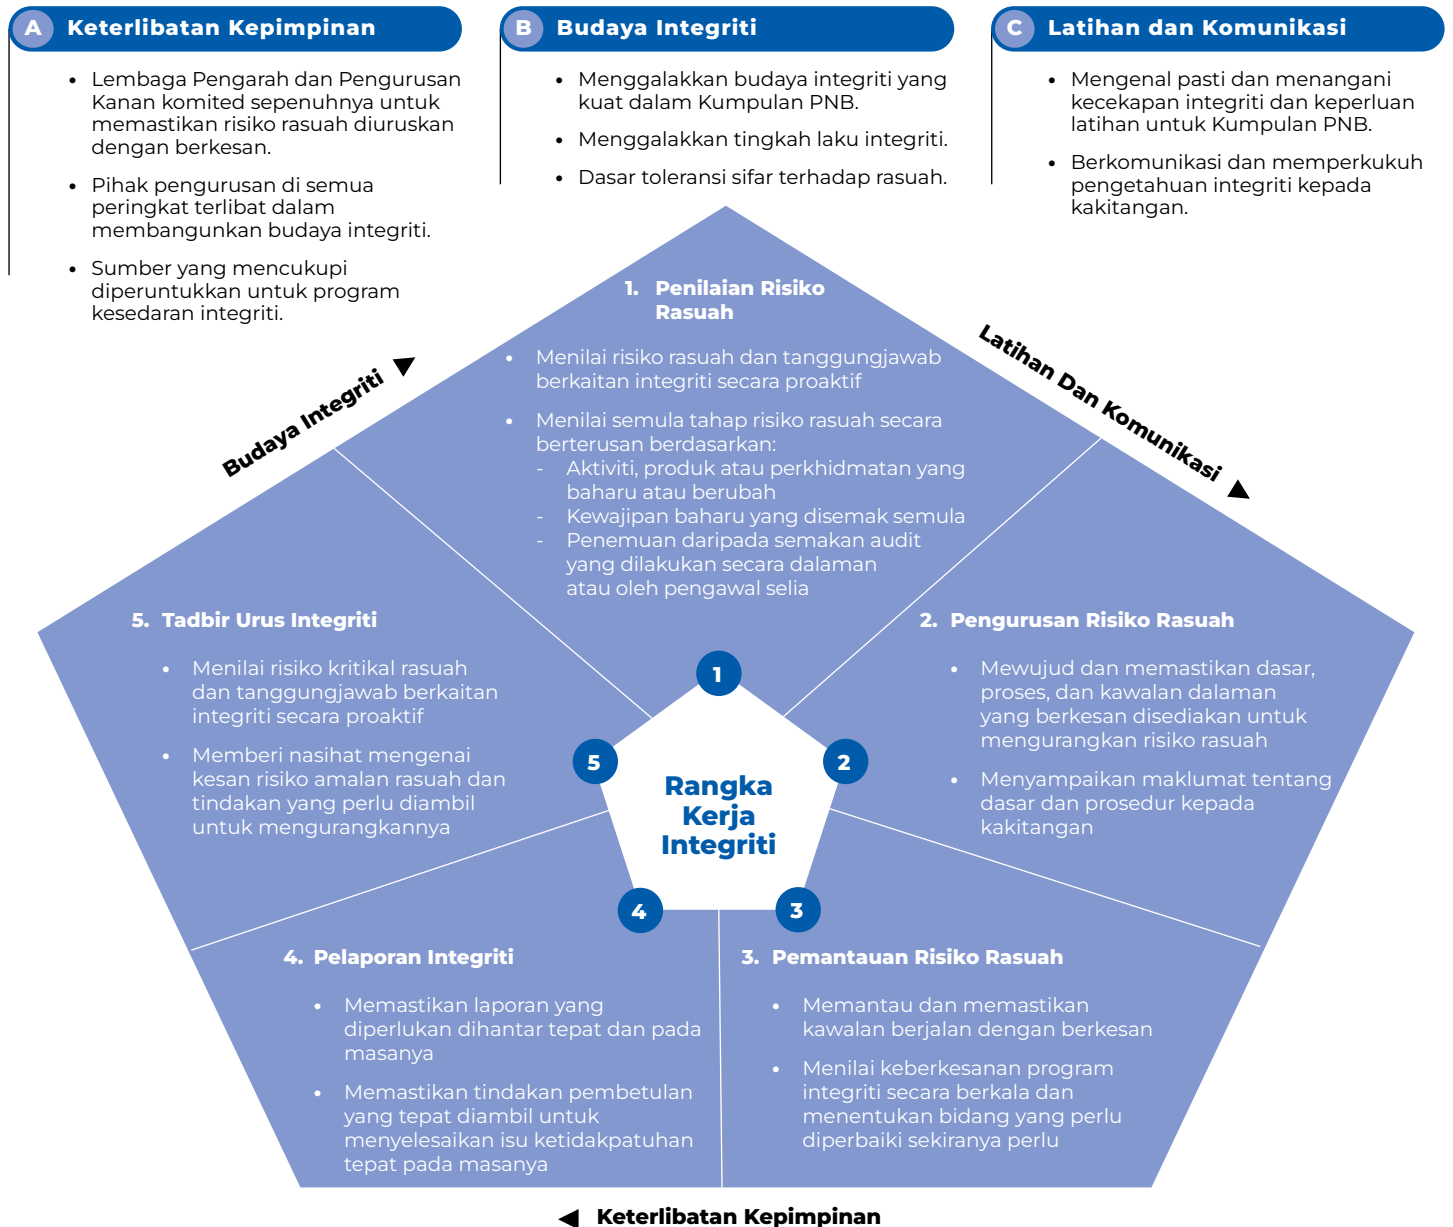 A Keterlibatan Kepimpinan
• Lembaga Pengarah dan Pengurusan
Kanan komited sepenuhnya untuk
memastikan risiko rasuah diuruskan
dengan berkesan.
• Pihak pengurusan di semua
peringkat terlibat dalam
membangunkan budaya integriti.
• Sumber yang mencukupi
diperuntukkan untuk program
kesedaran integriti.
B Budaya Integriti
• Menggalakkan budaya integriti yang
kuat dalam Kumpulan PNB.
• Menggalakkan tingkah laku integriti.
• Dasar toleransi sifar terhadap rasuah.
C Latihan dan Komunikasi
• Mengenal pasti dan menangani
kecekapan integriti dan keperluan
latihan untuk Kumpulan PNB.
• Berkomunikasi dan memperkukuh
pengetahuan integriti kepada
kakitangan.
Budaya Integriti
Latihan Dan Komunikasi
1. Penilaian Risiko
Rasuah
• Menilai risiko rasuah dan tanggungjawab
berkaitan integriti secara proaktif
• Menilai semula tahap risiko rasuah secara
berterusan berdasarkan:
- Aktiviti, produk atau perkhidmatan yang
baharu atau berubah
- Kewajipan baharu yang disemak semula
- Penemuan daripada semakan audit
yang dilakukan secara dalaman
atau oleh pengawal selia
5. Tadbir Urus Integriti
• Menilai risiko kritikal rasuah
dan tanggungjawab berkaitan
integriti secara proaktif
• Memberi nasihat mengenai
kesan risiko amalan rasuah dan
tindakan yang perlu diambil
untuk mengurangkannya
2. Pengurusan Risiko Rasuah
• Mewujud dan memastikan dasar,
proses, dan kawalan dalaman
yang berkesan disediakan untuk
mengurangkan risiko rasuah
• Menyampaikan maklumat tentang
dasar dan prosedur kepada
kakitangan
1
5
2
Rangka
Kerja
Integriti
4
3
4. Pelaporan Integriti
• Memastikan laporan yang
diperlukan dihantar tepat dan pada
masanya
• Memastikan tindakan pembetulan
yang tepat diambil untuk
menyelesaikan isu ketidakpatuhan
tepat pada masanya
3. Pemantauan Risiko Rasuah
• Memantau dan memastikan
kawalan berjalan dengan berkesan
• Menilai keberkesanan program
integriti secara berkala dan
menentukan bidang yang perlu
diperbaiki sekiranya perlu
Keterlibatan Kepimpinan